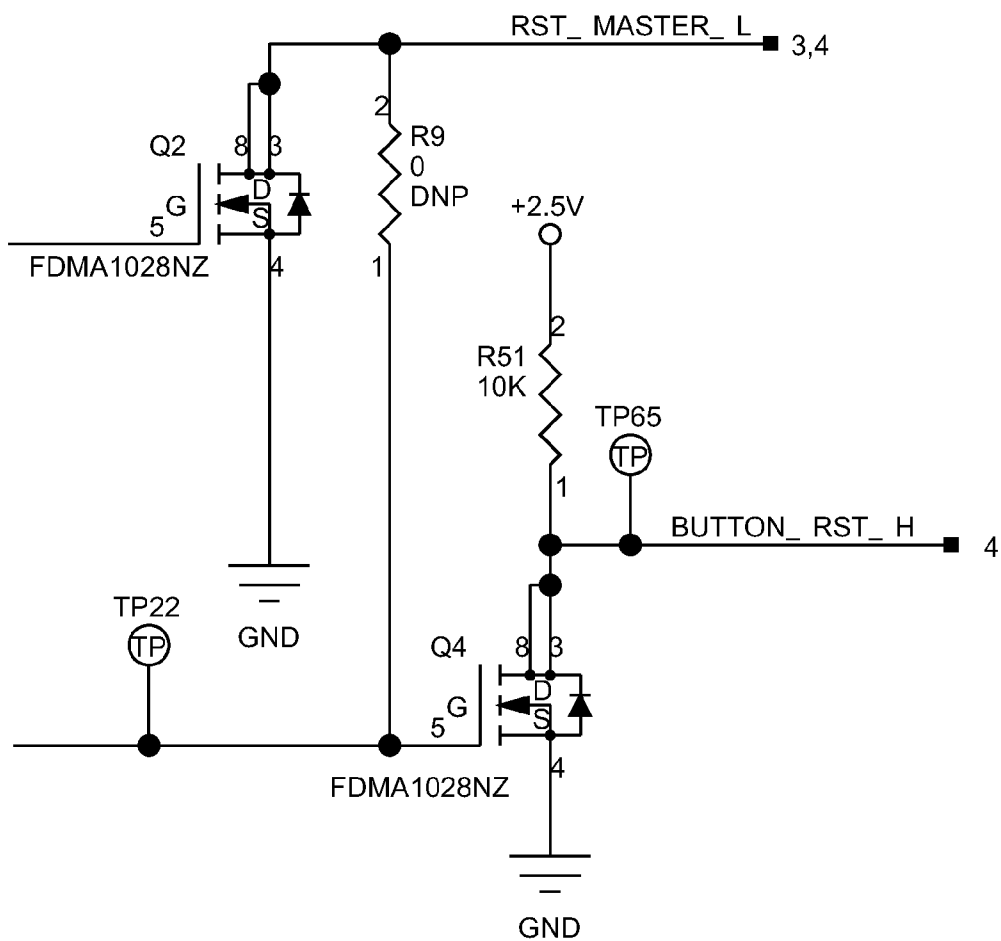 RST_ MASTER_ L
3,4
2
Q2
8
3
R9
0
DNP
D
G
S
5
+2.5V
FDMA1028NZ
4
1
2
R51
10K
TP65
TP
1
BUTTON_ RST_ H
4
GND
TP22
TP
Q4
8
3
D
G
S
5
4
FDMA1028NZ
GND